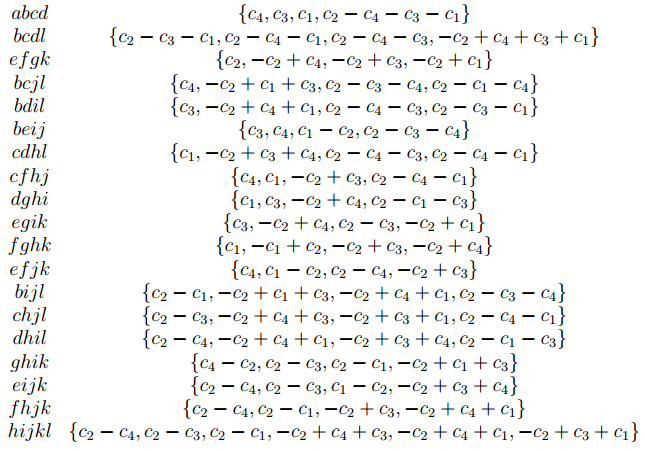 abcd {c₄, c₃, c₁, c₂ − c₄ − c₃ − c₁}
bcdl {c₂ − c₃ − c₁, c₂ − c₄ − c₁, c₂ − c₄ − c₃, −c₂ + c₄ + c₃ + c₁}
efgk {c₂, −c₂ + c₄, −c₂ + c₃, −c₂ + c₁}
bcjl {c₄, −c₂ + c₁ + c₃, c₂ − c₃ − c₄, c₂ − c₁ − c₄}
bdil {c₃, −c₂ + c₄ + c₁, c₂ − c₄ − c₃, c₂ − c₃ − c₁}
beij {c₃, c₄, c₁ − c₂, c₂ − c₃ − c₄}
cdhl {c₁, −c₂ + c₃ + c₄, c₂ − c₄ − c₃, c₂ − c₄ − c₁}
cfhj {c₄, c₁, −c₂ + c₃, c₂ − c₄ − c₁}
dghi {c₁, c₃, −c₂ + c₄, c₂ − c₁ − c₃}
egik {c₃, −c₂ + c₄, c₂ − c₃, −c₂ + c₁}
fghk {c₁, −c₁ + c₂, −c₂ + c₃, −c₂ + c₄}
efjk {c₄, c₁ − c₂, c₂ − c₄, −c₂ + c₃}
bijl {c₂ − c₁, −c₂ + c₁ + c₃, −c₂ + c₄ + c₁, c₂ − c₃ − c₄}
chjl {c₂ − c₃, −c₂ + c₄ + c₃, −c₂ + c₃ + c₁, c₂ − c₄ − c₁}
dhil {c₂ − c₄, −c₂ + c₄ + c₁, −c₂ + c₃ + c₄, c₂ − c₁ − c₃}
ghik {c₄ − c₂, c₂ − c₃, c₂ − c₁, −c₂ + c₁ + c₃}
eijk {c₂ − c₄, c₂ − c₃, c₁ − c₂, −c₂ + c₃ + c₄}
fhjk {c₂ − c₄, c₂ − c₁, −c₂ + c₃, −c₂ + c₄ + c₁}
hijkl {c₂ − c₄, c₂ − c₃, c₂ − c₁, −c₂ + c₄ + c₃, −c₂ + c₄ + c₁, −c₂ + c₃ + c₁}